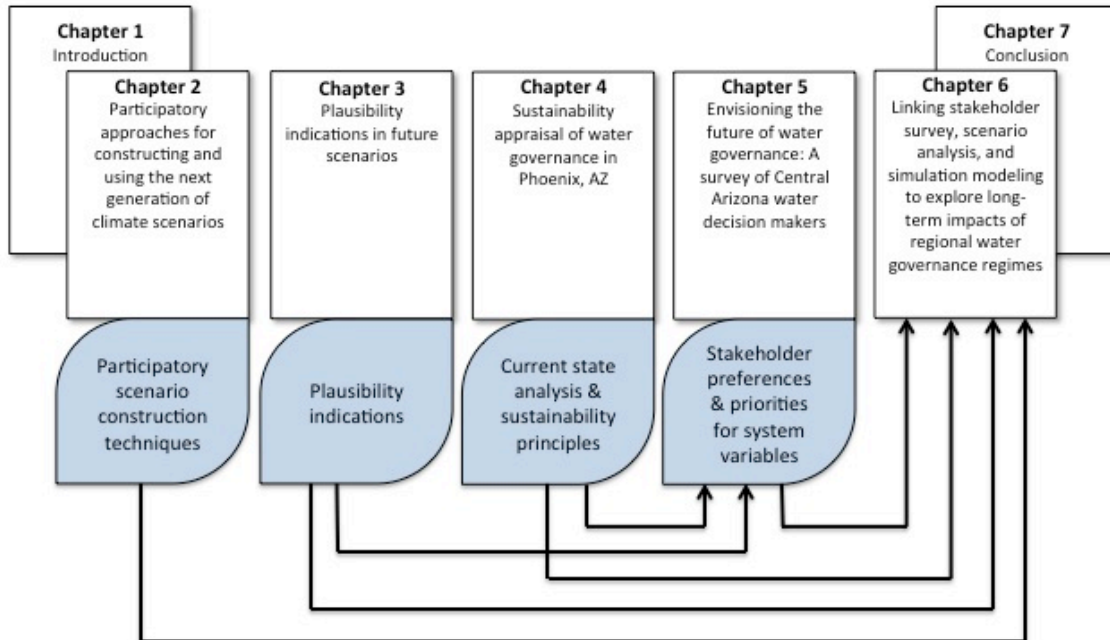 Chapter 1
Introduction
Chapter 2
Participatory
approaches for
constructing and
using the next
generation of
climate scenarios
Chapter 3
Plausibility
indications in future
scenarios
Chapter 4
Sustainability
appraisal of water
governance in
Phoenix, AZ
Chapter 5
Envisioning the
future of water
governance: A
survey of Central
Arizona water
decision makers
Chapter 7
Conclusion
Chapter 6
Linking stakeholder
survey, scenario
analysis, and
simulation modeling
to explore long-
term impacts of
regional water
governance regimes
Participatory
scenario
construction
techniques
Plausibility
indications
Current state
analysis &
sustainability
principles
Stakeholder
preferences
& priorities
for system
variables